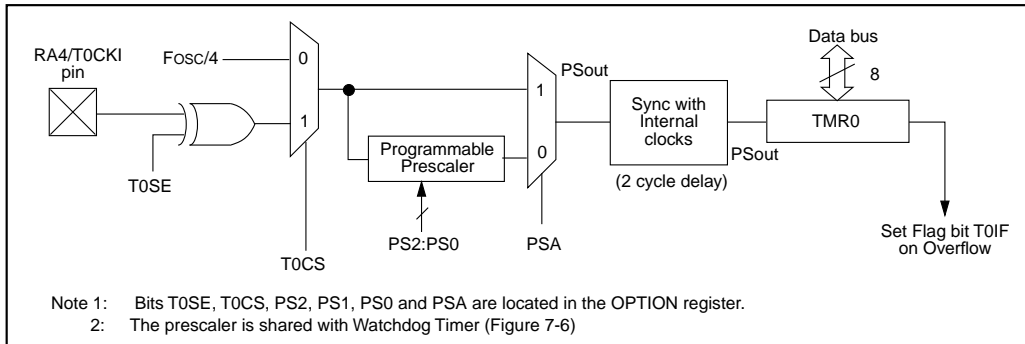 RA4/T0CKI
pin
T0SE
FOSC/4
0
1
T0CS
Programmable
Prescaler
PS2:PS0
1
0
PSA
PSout
Sync with
Internal
clocks
(2 cycle delay)
PSout
Data bus
8
TMR0
Set Flag bit T0IF
on Overflow
Note 1: Bits T0SE, T0CS, PS2, PS1, PS0 and PSA are located in the OPTION register.
2: The prescaler is shared with Watchdog Timer (Figure 7-6)